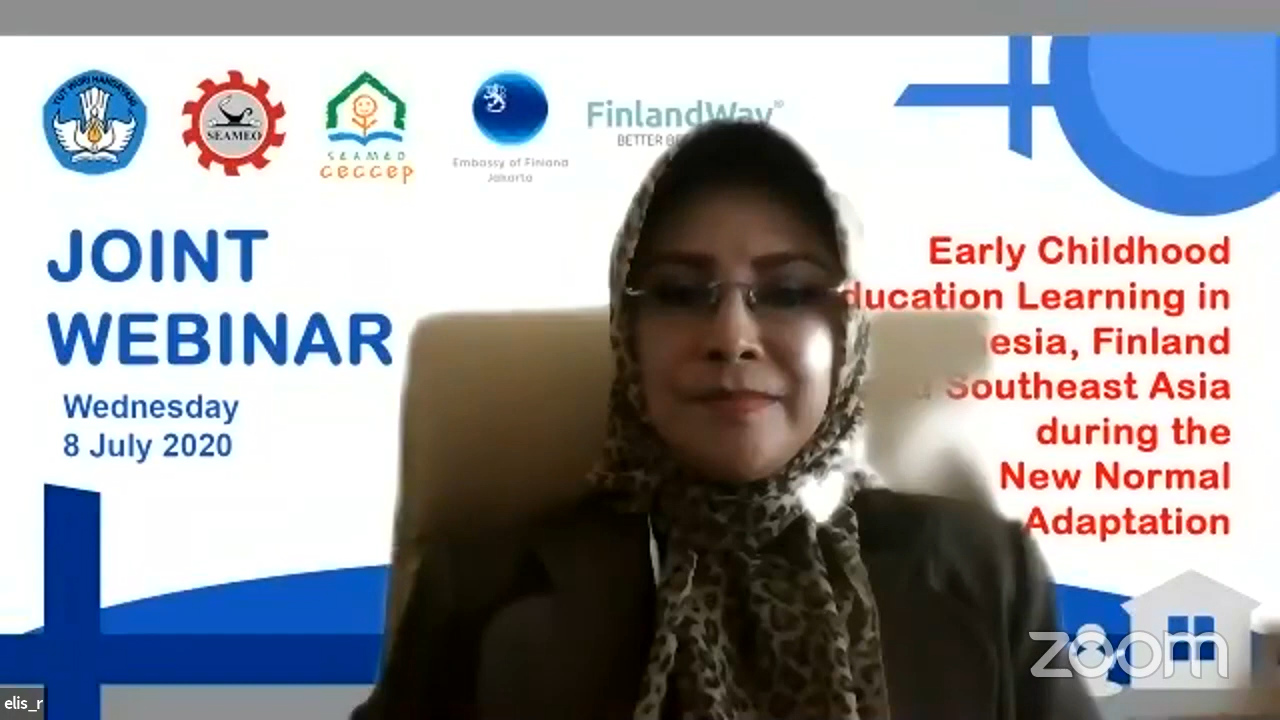 TUT WURI HANDAYANI
SEAMEO
SEAMEO
CECCEP
Embassy of Finland
Jakarta
FinlandWay®
BETTER
JOINT
WEBINAR
Wednesday
8 July 2020
Early Childhood
ducation Learning in
esia, Finland
Southeast Asia
during the
New Normal
Adaptation
zoom
elis_r